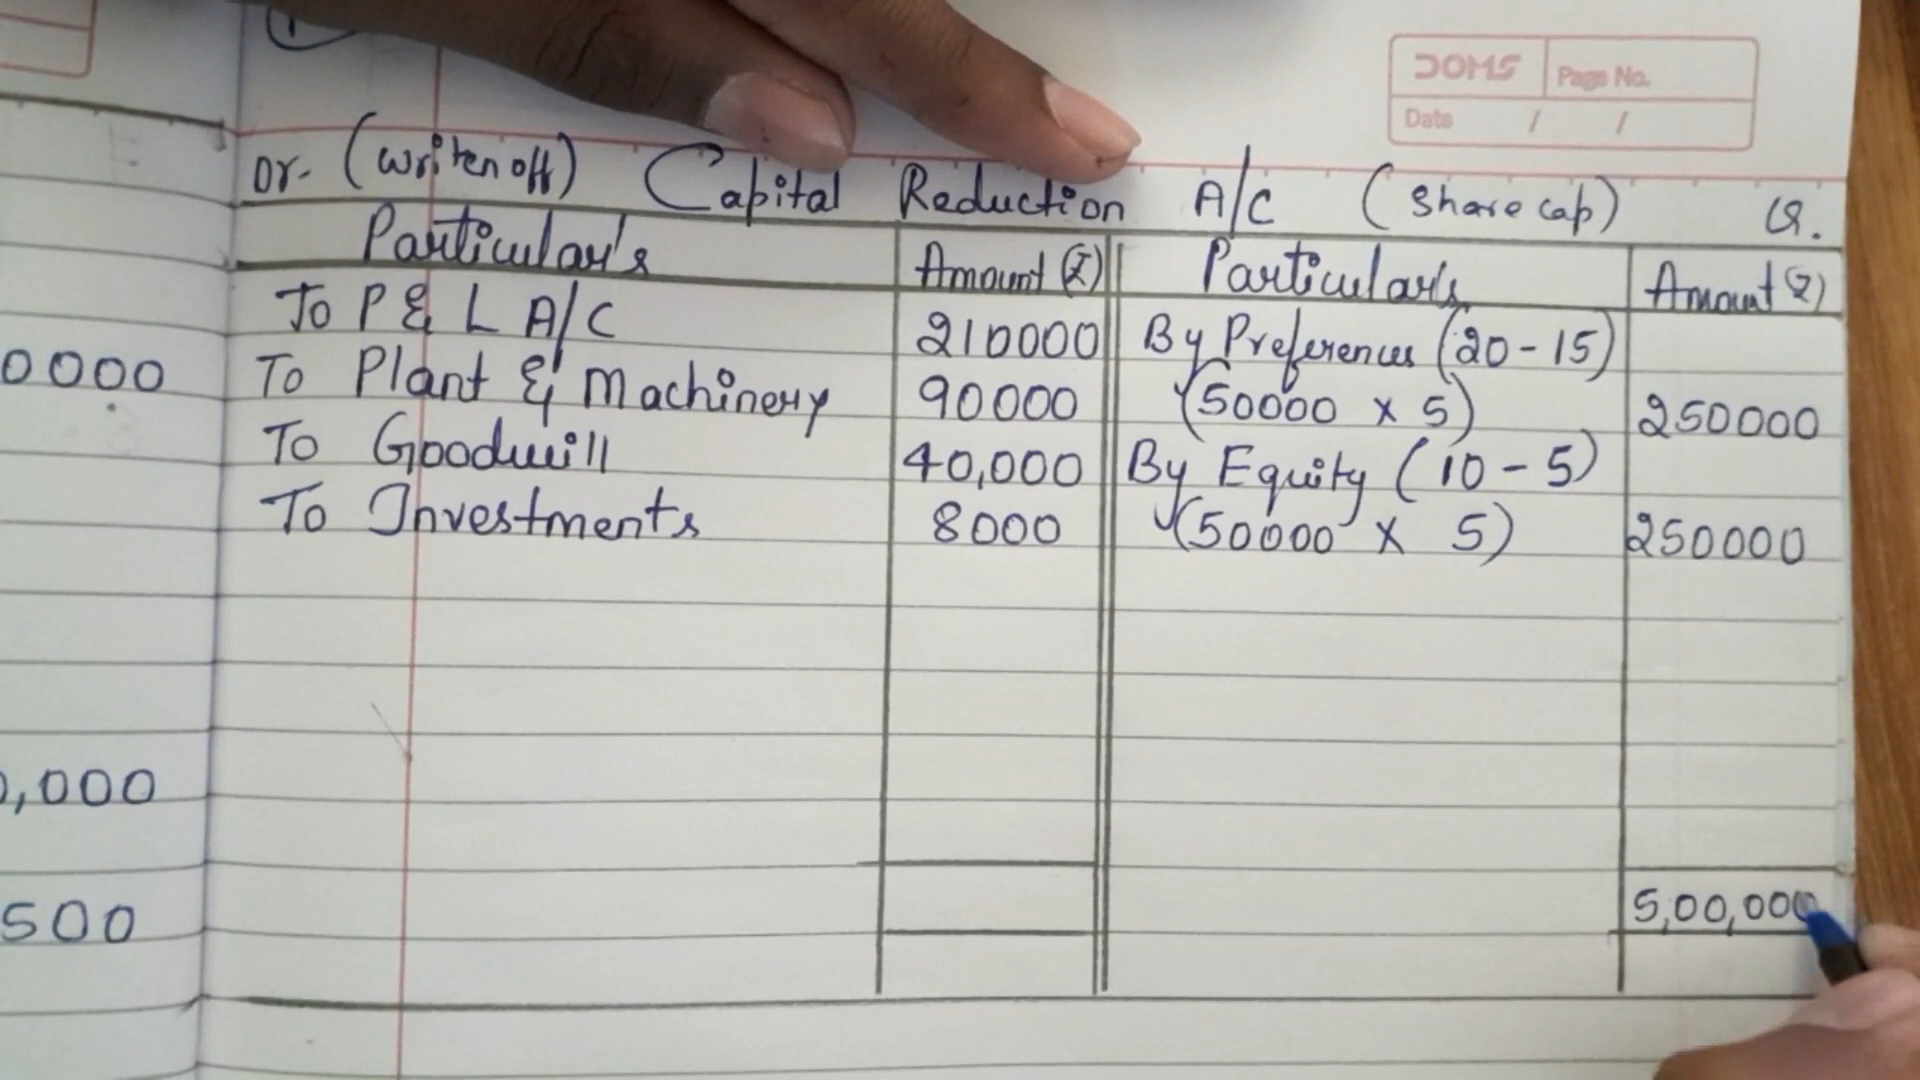 DOMS Page No.
Date / /
Dr. (writen off) Capital Reduction A/C (Share cap) Cr.
Particular's Amount (₹) Particular's Amount (₹)
To P & L A/C 210000 By Preferences (20-15)
0000 To Plant & Machinery 90000 (50000 x 5) 250000
To Goodwill 40,000 By Equity (10-5)
To Investments 8000 (50000 x 5) 250000
,000
500 5,00,000